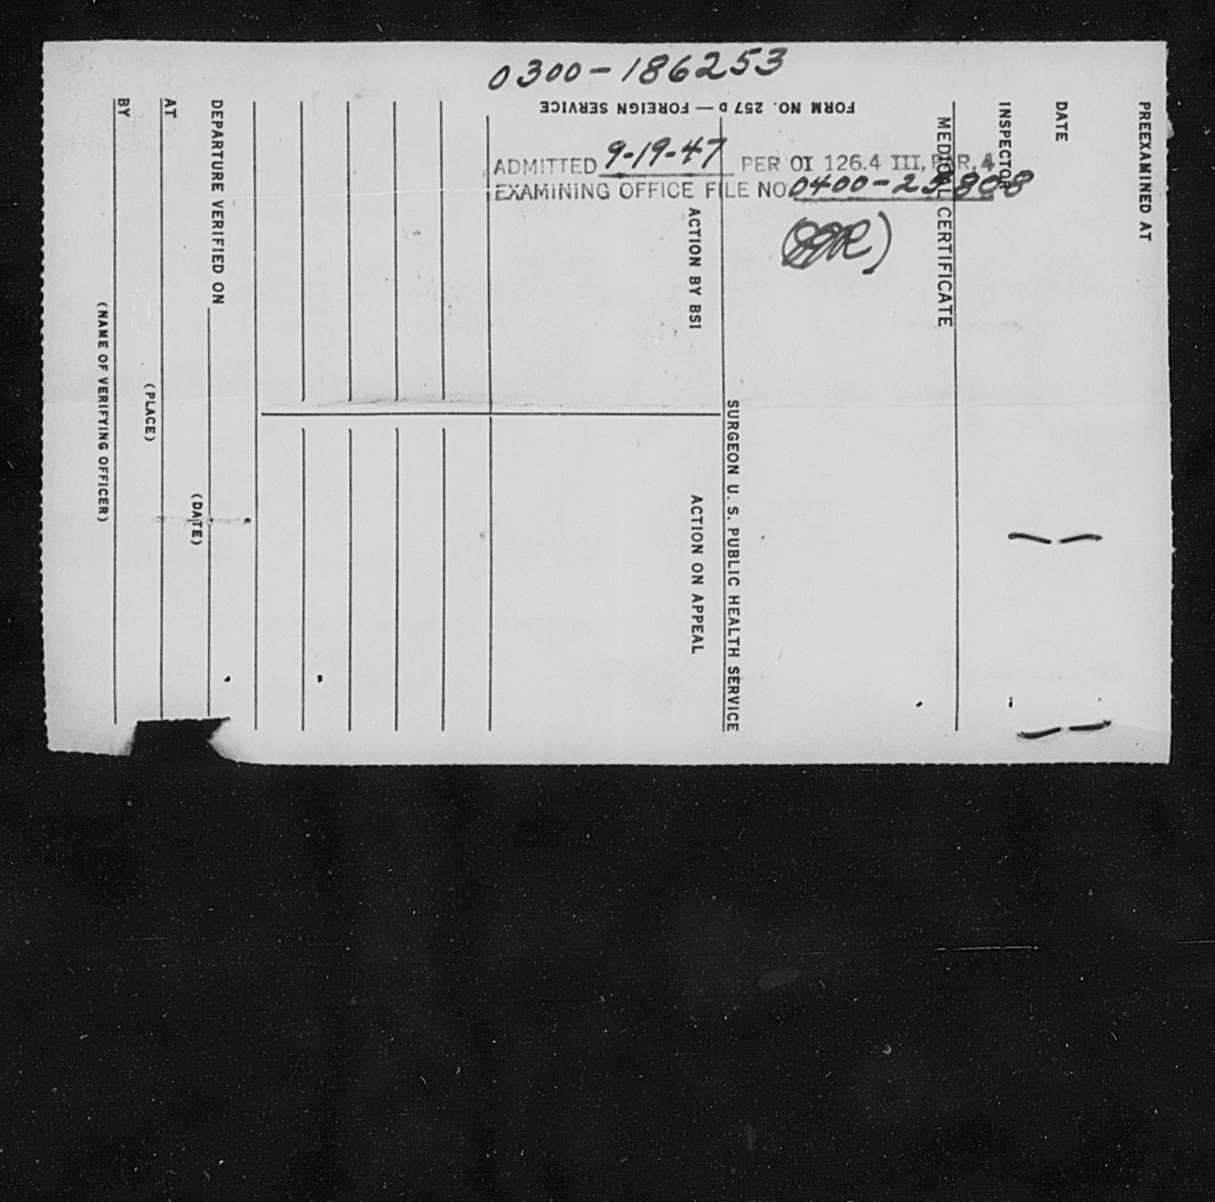 0300-186253
FORM NO. 257 D — FOREIGN SERVICE
ADMITTED 9-19-47 PER OI 126.4 III, PAR. 4
EXAMINING OFFICE FILE NO 0400-23808
PREEXAMINED AT
DATE
INSPECTOR
MEDICAL CERTIFICATE
SURGEON U. S. PUBLIC HEALTH SERVICE
ACTION BY BSI
ACTION ON APPEAL
DEPARTURE VERIFIED ON
(DATE)
AT
(PLACE)
BY
(NAME OF VERIFYING OFFICER)